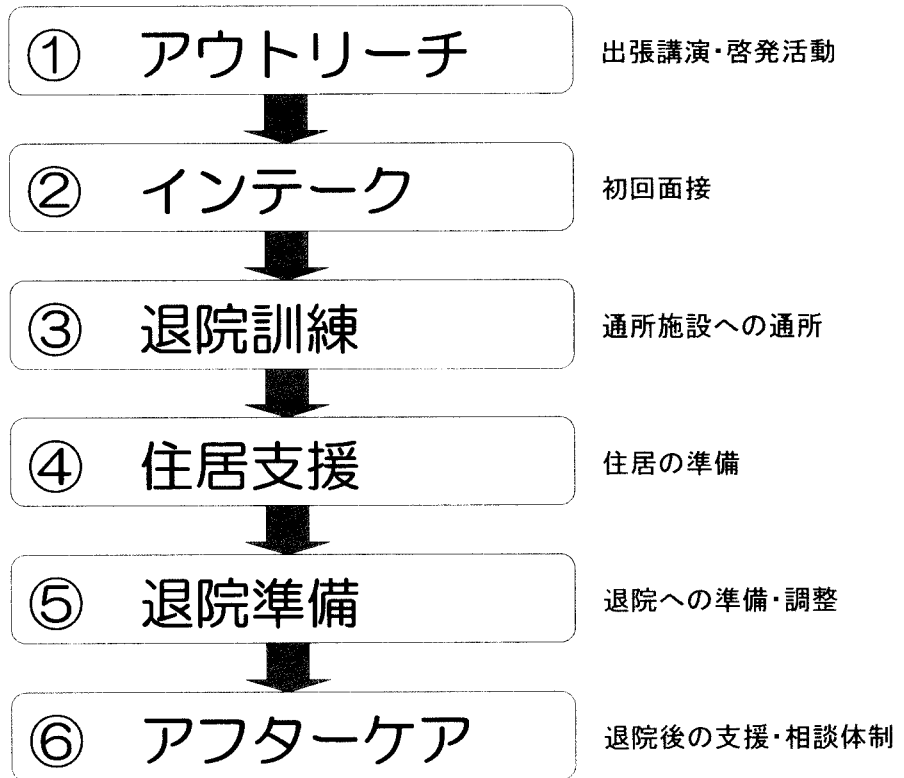 ① アウトリーチ 出張講演・啓発活動
② インテーク 初回面接
③ 退院訓練 通所施設への通所
④ 住居支援 住居の準備
⑤ 退院準備 退院への準備・調整
⑥ アフターケア 退院後の支援・相談体制